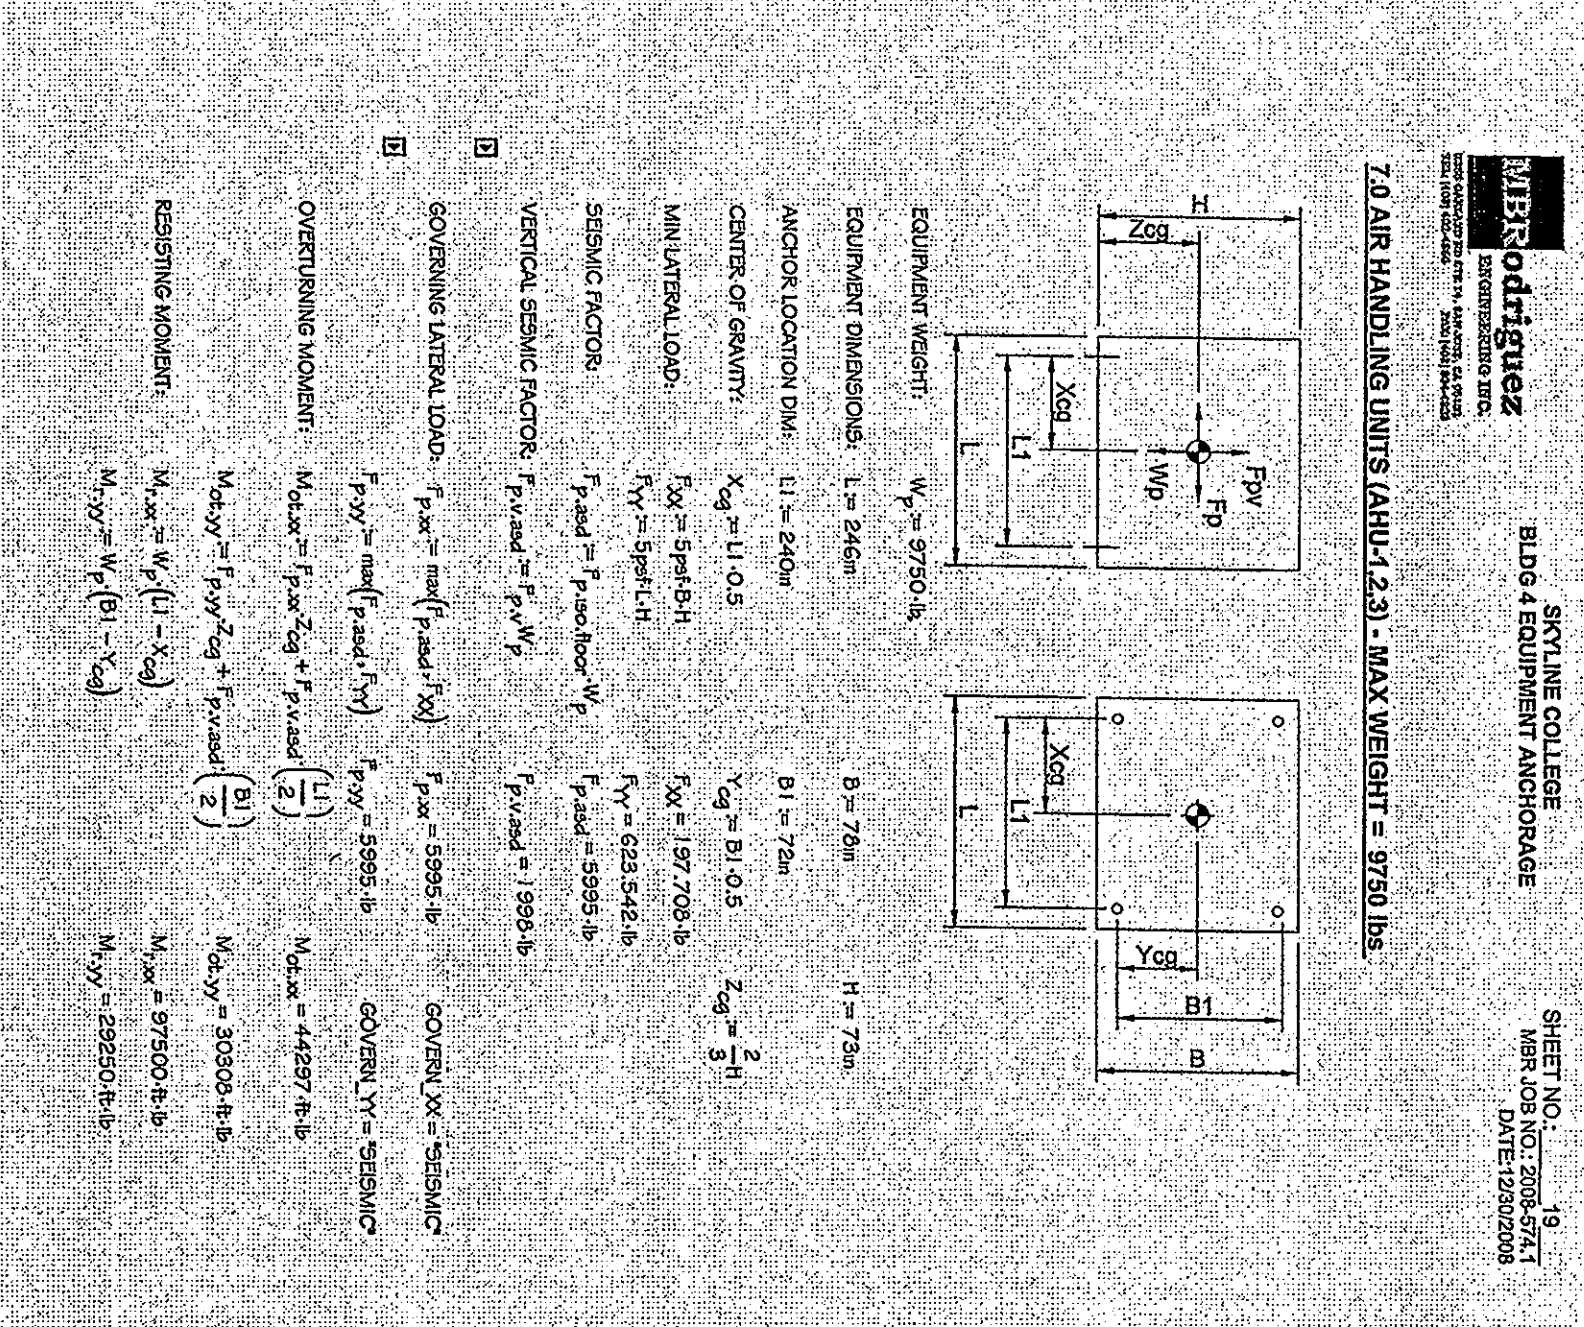 MBRodriguez
ENGINEERING INC.
SKYLINE COLLEGE
BLDG 4 EQUIPMENT ANCHORAGE
SHEET NO.: 19
MBR JOB NO.: 2008-574.1
DATE:12/30/2008
7.0 AIR HANDLING UNITS (AHU-1,2,3) - MAX WEIGHT = 9750 lbs
H
Zcg
Fpv
Fp
Wp
Xcg
L1
L
Xcg
L1
L
Ycg
B1
B
EQUIPMENT WEIGHT: Wp := 9750·lb
EQUIPMENT DIMENSIONS: L := 246in B := 78in H := 73in
ANCHOR LOCATION DIM: L1 := 240in B1 := 72in
CENTER OF GRAVITY: Xcg := L1·0.5 Ycg := B1·0.5 Zcg := 2/3 H
MIN LATERAL LOAD: Fxx := 5psf·B·H Fxx = 197.708·lb
Fyy := 5psf·L·H Fyy = 623.542·lb
SEISMIC FACTOR: Fp.asd := Fp.iso.floor·Wp Fp.asd = 5995·lb
VERTICAL SESMIC FACTOR: Fp.v.asd := Fp.v·Wp Fp.v.asd = 1998·lb
GOVERNING LATERAL LOAD: Fp.xx := max(Fp.asd, Fxx) Fp.xx = 5995·lb GOVERN_XX = "SEISMIC"
Fp.yy := max(Fp.asd, Fyy) Fp.yy = 5995·lb GOVERN_YY = "SEISMIC"
OVERTURNING MOMENT: Mot.xx := Fp.xx·Zcg + Fp.v.asd·(L1/2) Mot.xx = 44297·ft·lb
Mot.yy := Fp.yy·Zcg + Fp.v.asd·(B1/2) Mot.yy = 30308·ft·lb
RESISTING MOMENT: Mr.xx := Wp·(L1 - Xcg) Mr.xx = 97500·ft·lb
Mr.yy := Wp·(B1 - Ycg) Mr.yy = 29250·ft·lb